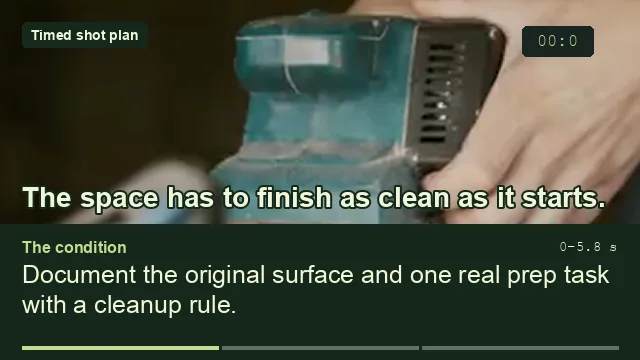 Timed shot plan
00:0
The space has to finish as clean as it starts.
The condition
0–5.8 s
Document the original surface and one real prep task
with a cleanup rule.